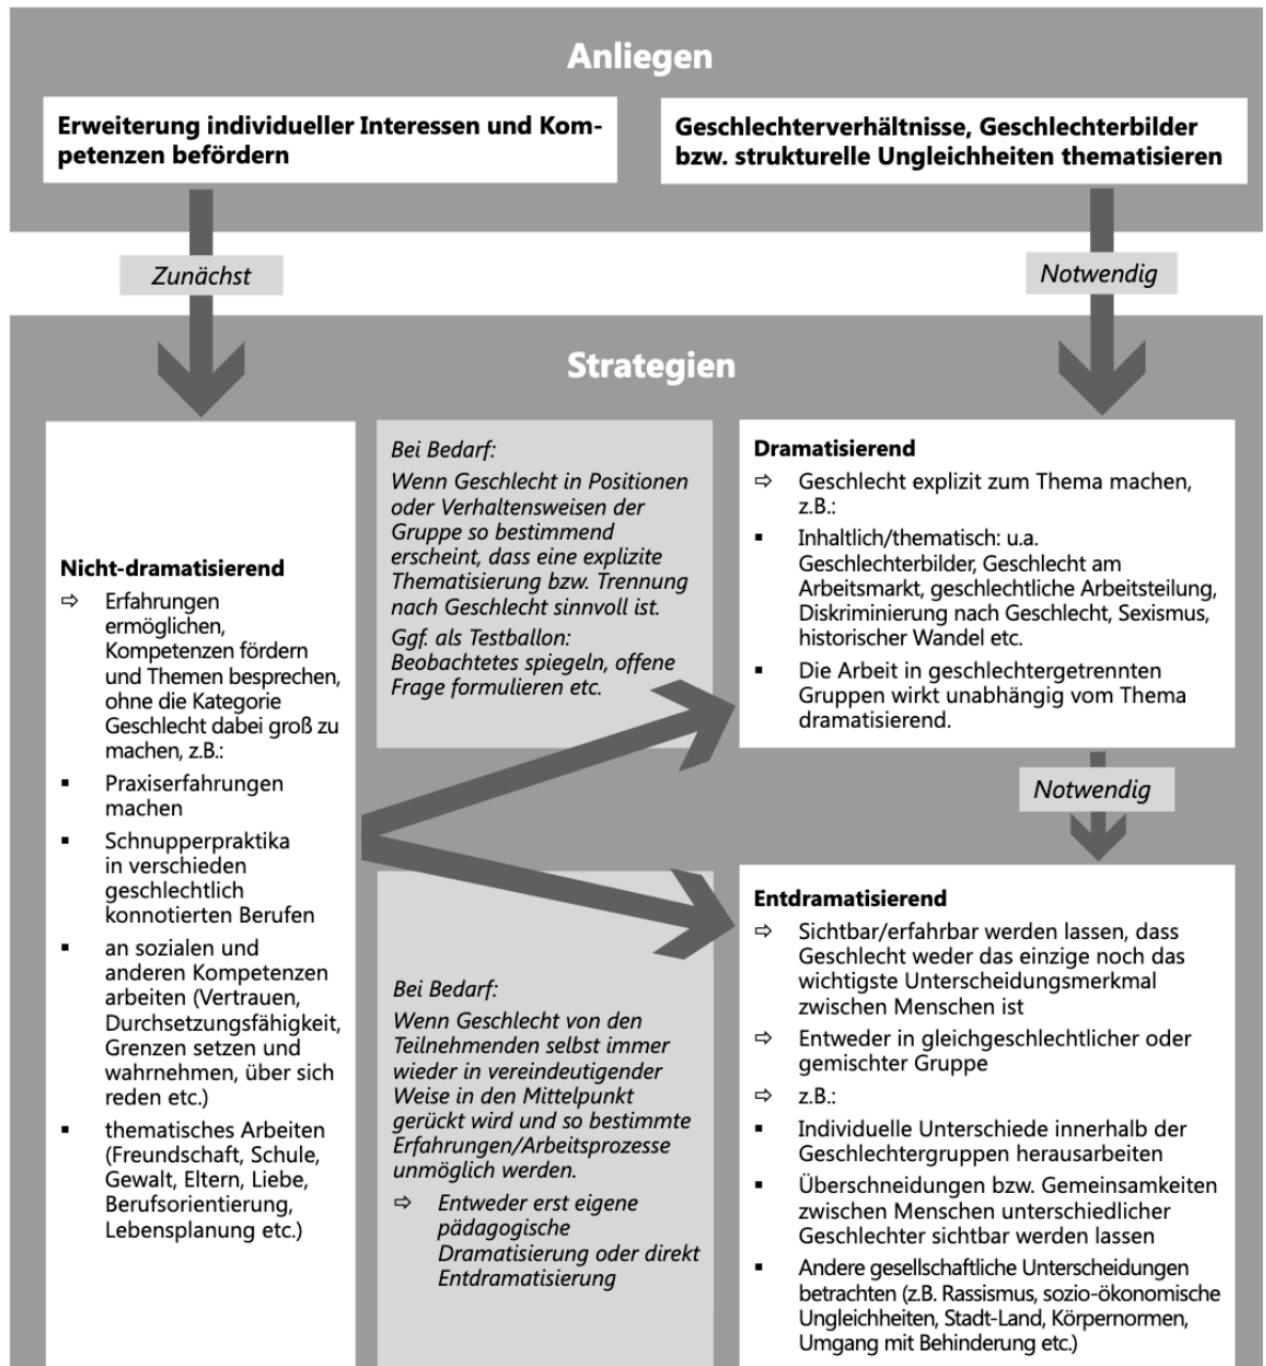 Anliegen
Erweiterung individueller Interessen und Kom-
petenzen befördern
Geschlechterverhältnisse, Geschlechterbilder
bzw. strukturelle Ungleichheiten thematisieren
Zunächst
Notwendig
Strategien
Nicht-dramatisierend
⇨ Erfahrungen
ermöglichen,
Kompetenzen fördern
und Themen besprechen,
ohne die Kategorie
Geschlecht dabei groß zu
machen, z.B.:
▪ Praxiserfahrungen
machen
▪ Schnupperpraktika
in verschieden
geschlechtlich
konnotierten Berufen
▪ an sozialen und
anderen Kompetenzen
arbeiten (Vertrauen,
Durchsetzungsfähigkeit,
Grenzen setzen und
wahrnehmen, über sich
reden etc.)
▪ thematisches Arbeiten
(Freundschaft, Schule,
Gewalt, Eltern, Liebe,
Berufsorientierung,
Lebensplanung etc.)
Bei Bedarf:
Wenn Geschlecht in Positionen
oder Verhaltensweisen der
Gruppe so bestimmend
erscheint, dass eine explizite
Thematisierung bzw. Trennung
nach Geschlecht sinnvoll ist.
Ggf. als Testballon:
Beobachtetes spiegeln, offene
Frage formulieren etc.
Dramatisierend
⇨ Geschlecht explizit zum Thema machen,
z.B.:
▪ Inhaltlich/thematisch: u.a.
Geschlechterbilder, Geschlecht am
Arbeitsmarkt, geschlechtliche Arbeitsteilung,
Diskriminierung nach Geschlecht, Sexismus,
historischer Wandel etc.
▪ Die Arbeit in geschlechtergetrennten
Gruppen wirkt unabhängig vom Thema
dramatisierend.
Notwendig
Bei Bedarf:
Wenn Geschlecht von den
Teilnehmenden selbst immer
wieder in vereindeutigender
Weise in den Mittelpunkt
gerückt wird und so bestimmte
Erfahrungen/Arbeitsprozesse
unmöglich werden.
⇨ Entweder erst eigene
pädagogische
Dramatisierung oder direkt
Entdramatisierung
Entdramatisierend
⇨ Sichtbar/erfahrbar werden lassen, dass
Geschlecht weder das einzige noch das
wichtigste Unterscheidungsmerkmal
zwischen Menschen ist
⇨ Entweder in gleichgeschlechtlicher oder
gemischter Gruppe
⇨ z.B.:
▪ Individuelle Unterschiede innerhalb der
Geschlechtergruppen herausarbeiten
▪ Überschneidungen bzw. Gemeinsamkeiten
zwischen Menschen unterschiedlicher
Geschlechter sichtbar werden lassen
▪ Andere gesellschaftliche Unterscheidungen
betrachten (z.B. Rassismus, sozio-ökonomische
Ungleichheiten, Stadt-Land, Körpernormen,
Umgang mit Behinderung etc.)